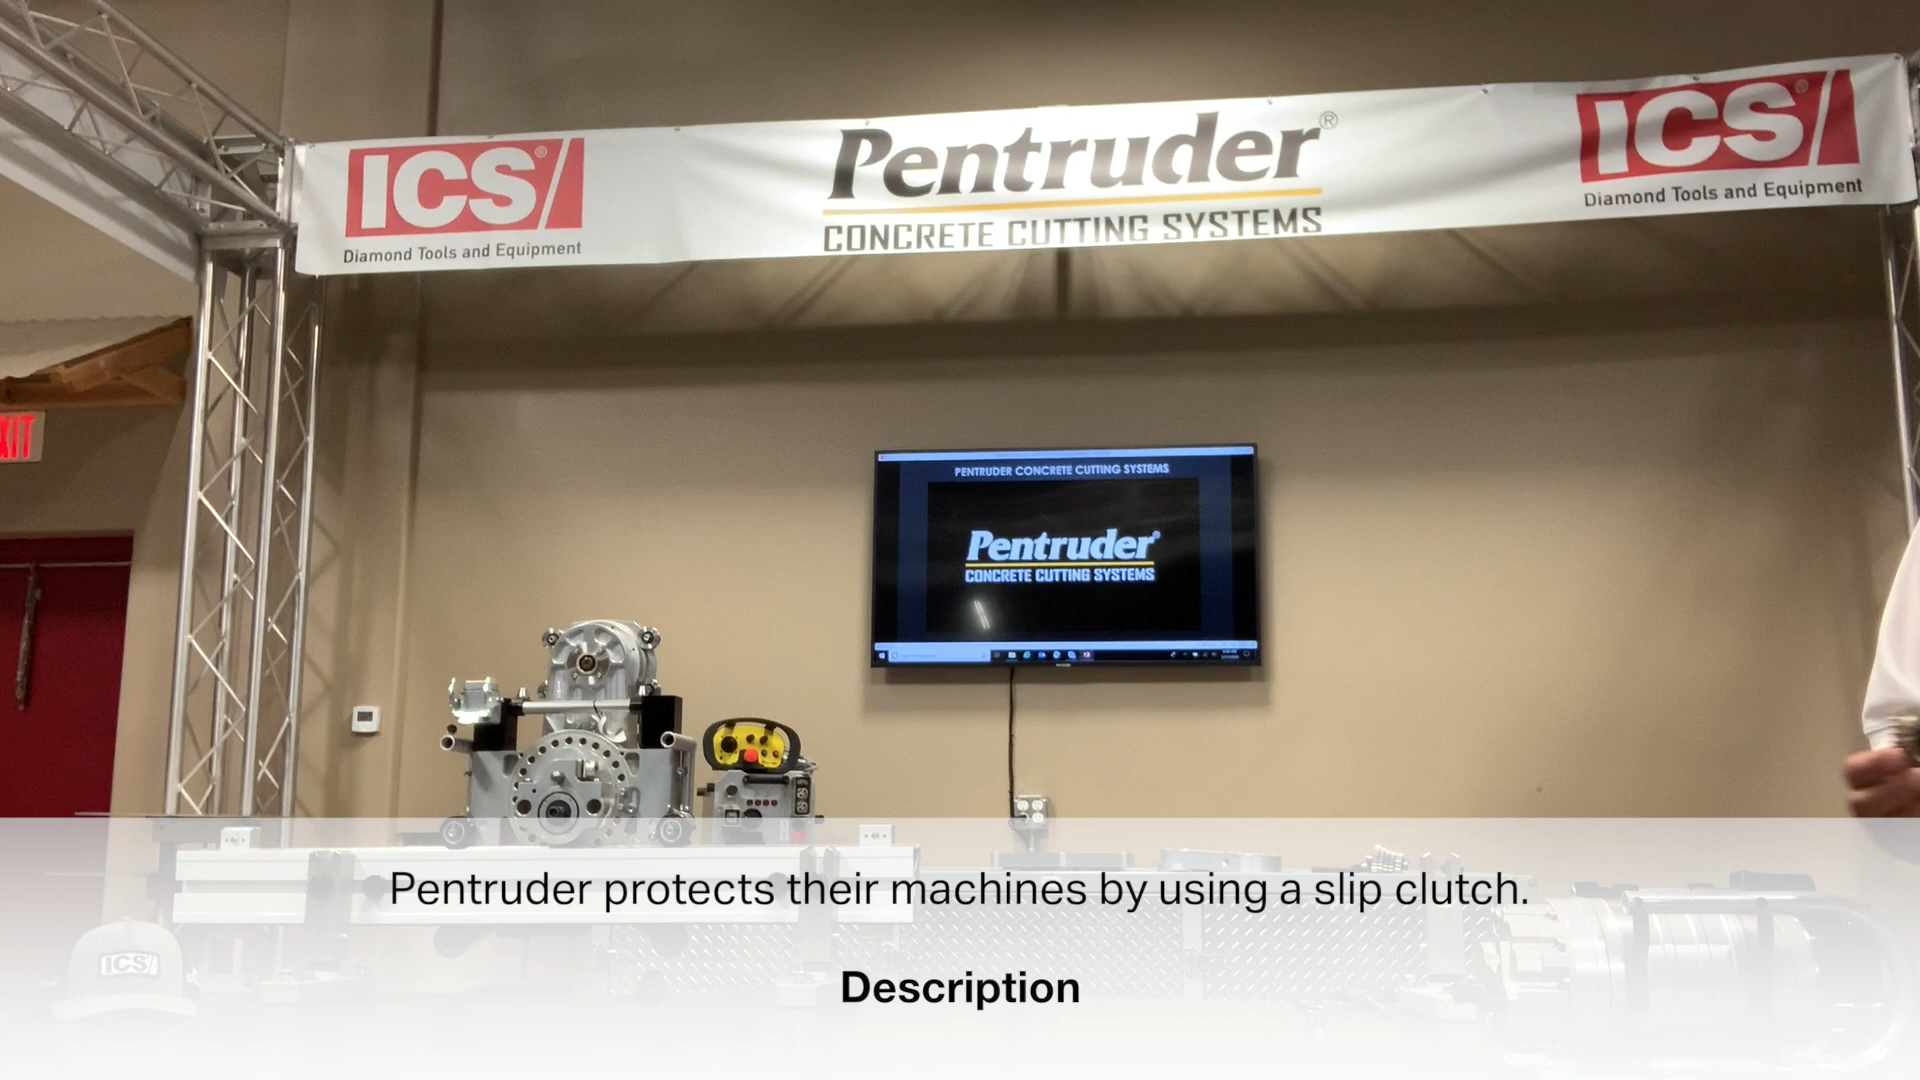 ICS®
Diamond Tools and Equipment
Pentruder®
CONCRETE CUTTING SYSTEMS
ICS®
Diamond Tools and Equipment
XIT
PENTRUDER CONCRETE CUTTING SYSTEMS
Pentruder®
CONCRETE CUTTING SYSTEMS
Pentruder protects their machines by using a slip clutch.
ICS
Description